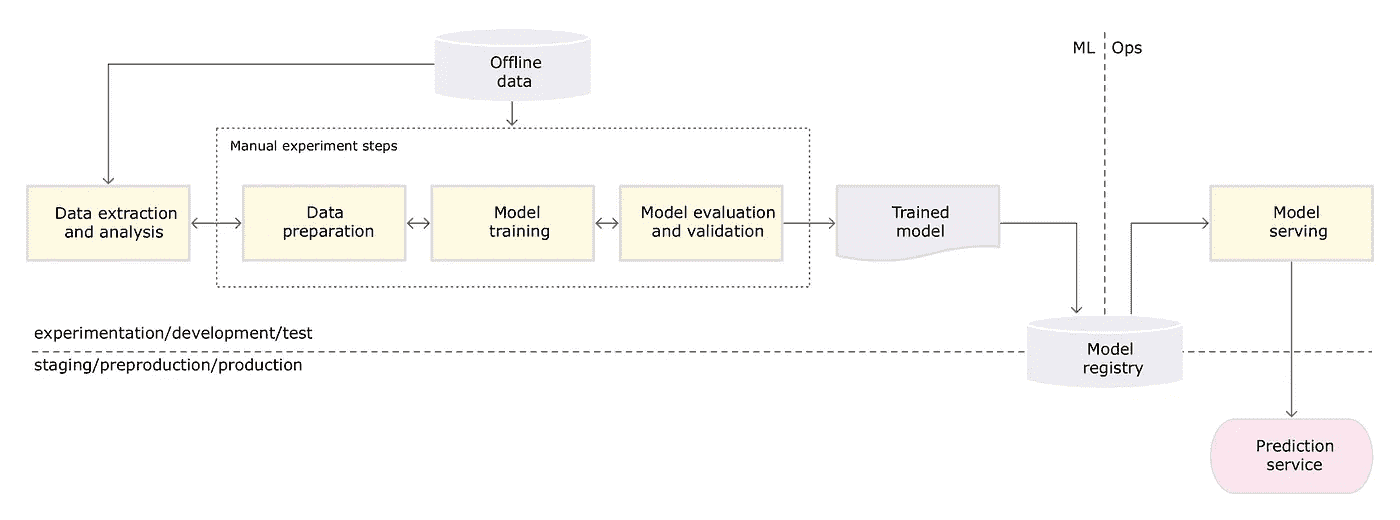 Offline
data
ML
Ops
Manual experiment steps
Data extraction
and analysis
Data
preparation
Model
training
Model evaluation
and validation
Trained
model
Model
serving
experimentation/development/test
staging/preproduction/production
Model
registry
Prediction
service